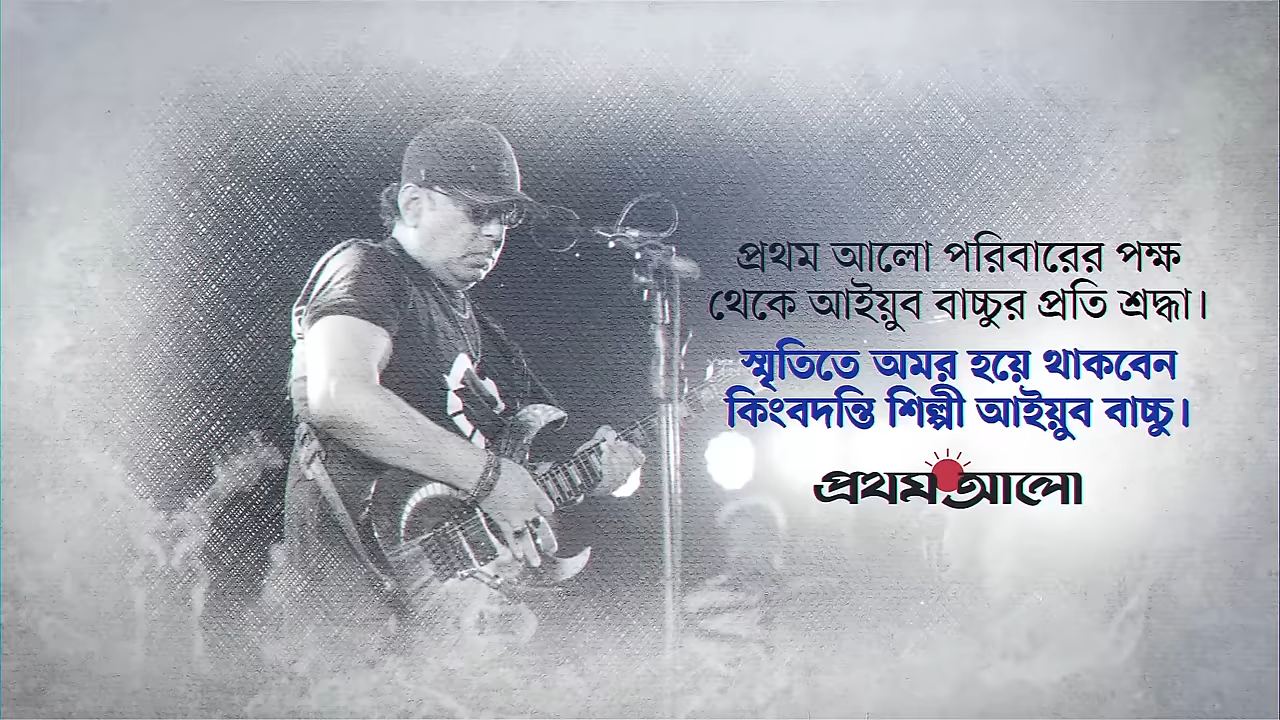 প্রথম আলো পরিবারের পক্ষ
থেকে আইয়ুব বাচ্চুর প্রতি শ্রদ্ধা।
স্মৃতিতে অমর হয়ে থাকবেন
কিংবদন্তি শিল্পী আইয়ুব বাচ্চু।
প্রথম আলো